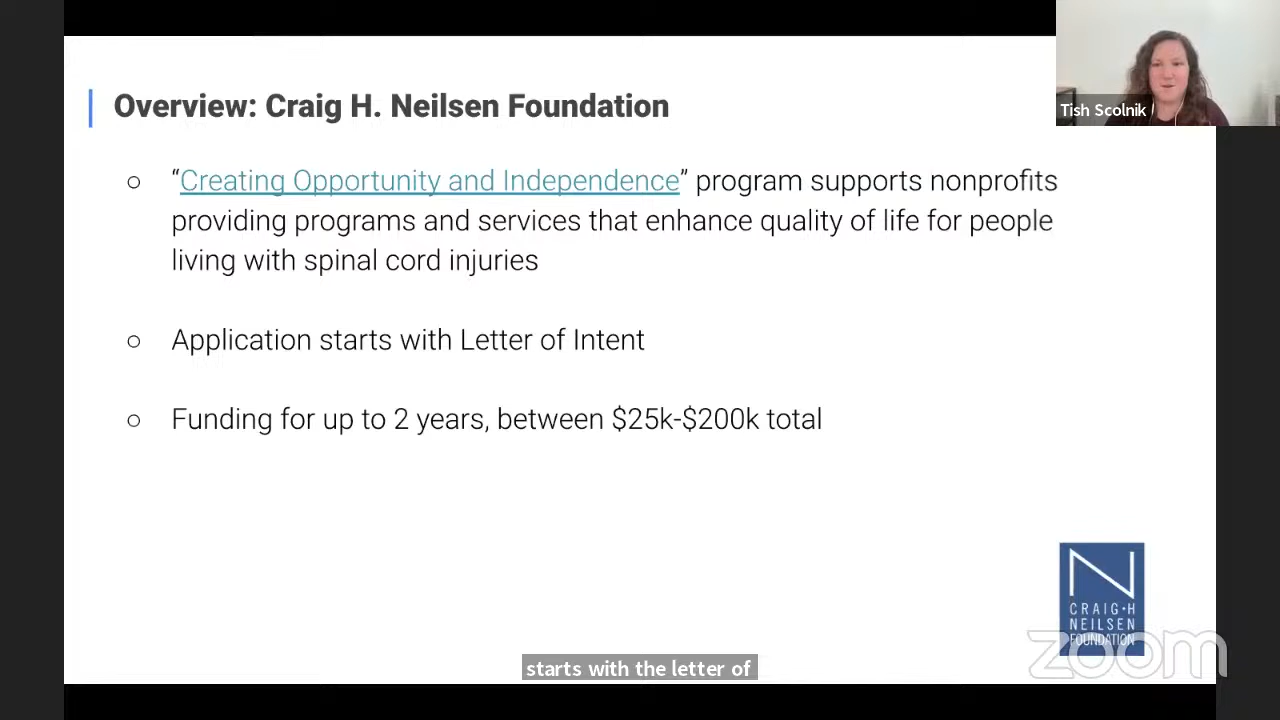 Overview: Craig H. Neilsen Foundation
Tish Scolnik
○ “Creating Opportunity and Independence” program supports nonprofits
providing programs and services that enhance quality of life for people
living with spinal cord injuries
○ Application starts with Letter of Intent
○ Funding for up to 2 years, between $25k-$200k total
N
CRAIG•H
NEILSEN
FOUNDATION
zoom
starts with the letter of